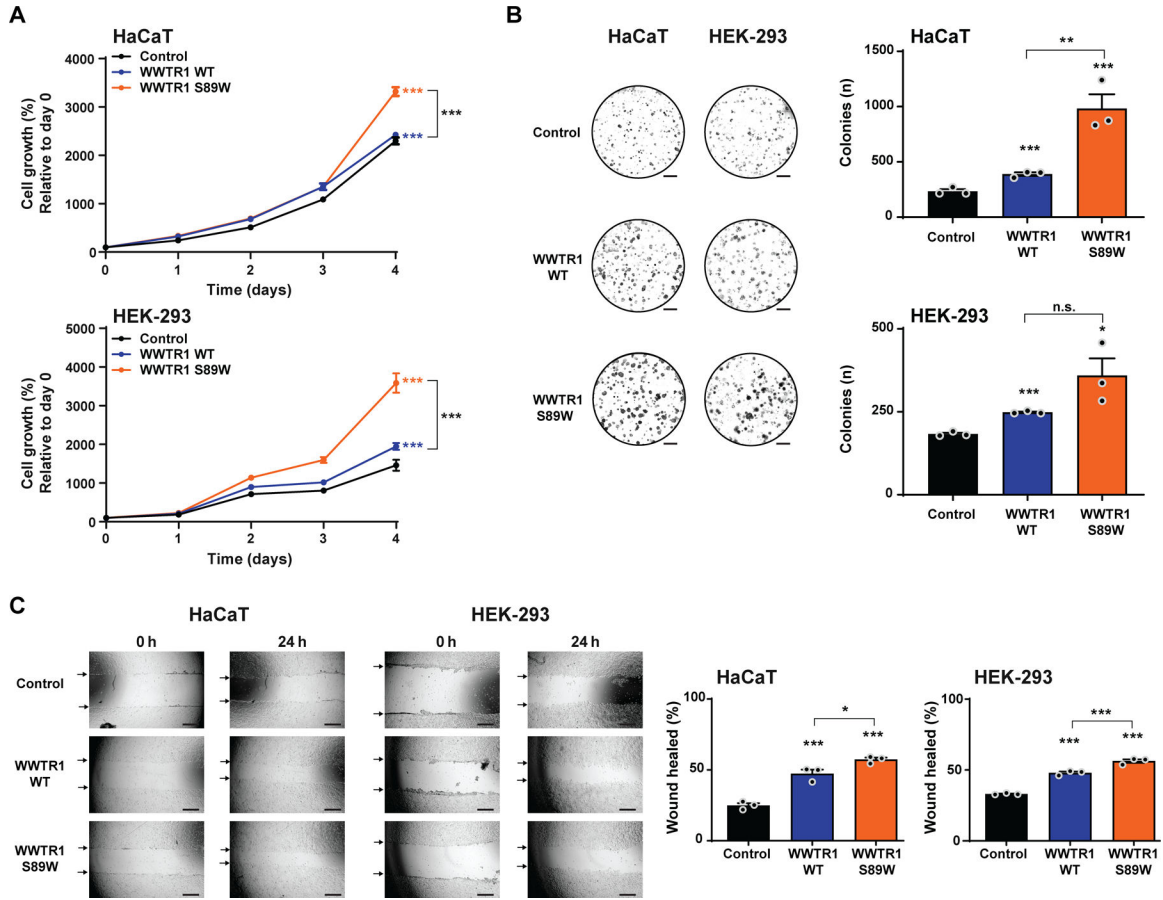 A
HaCaT
Control
WWTR1 WT
WWTR1 S89W
Cell growth (%)
Relative to day 0
4000
3000
2000
1000
0
***
***
***
0 1 2 3 4
Time (days)
HEK-293
Control
WWTR1 WT
WWTR1 S89W
Cell growth (%)
Relative to day 0
5000
4000
3000
2000
1000
0
***
***
***
0 1 2 3 4
Time (days)
B
HaCaT HEK-293
Control
WWTR1
WT
WWTR1
S89W
HaCaT
Colonies (n)
1500
1000
500
0
**
***
***
Control WWTR1 WWTR1
WT S89W
HEK-293
Colonies (n)
500
250
0
n.s.
*
***
Control WWTR1 WWTR1
WT S89W
C
HaCaT HEK-293
0 h 24 h 0 h 24 h
Control
WWTR1
WT
WWTR1
S89W
HaCaT
Wound healed (%)
100
50
0
*
*** ***
Control WWTR1 WWTR1
WT S89W
HEK-293
Wound healed (%)
100
50
0
***
*** ***
Control WWTR1 WWTR1
WT S89W